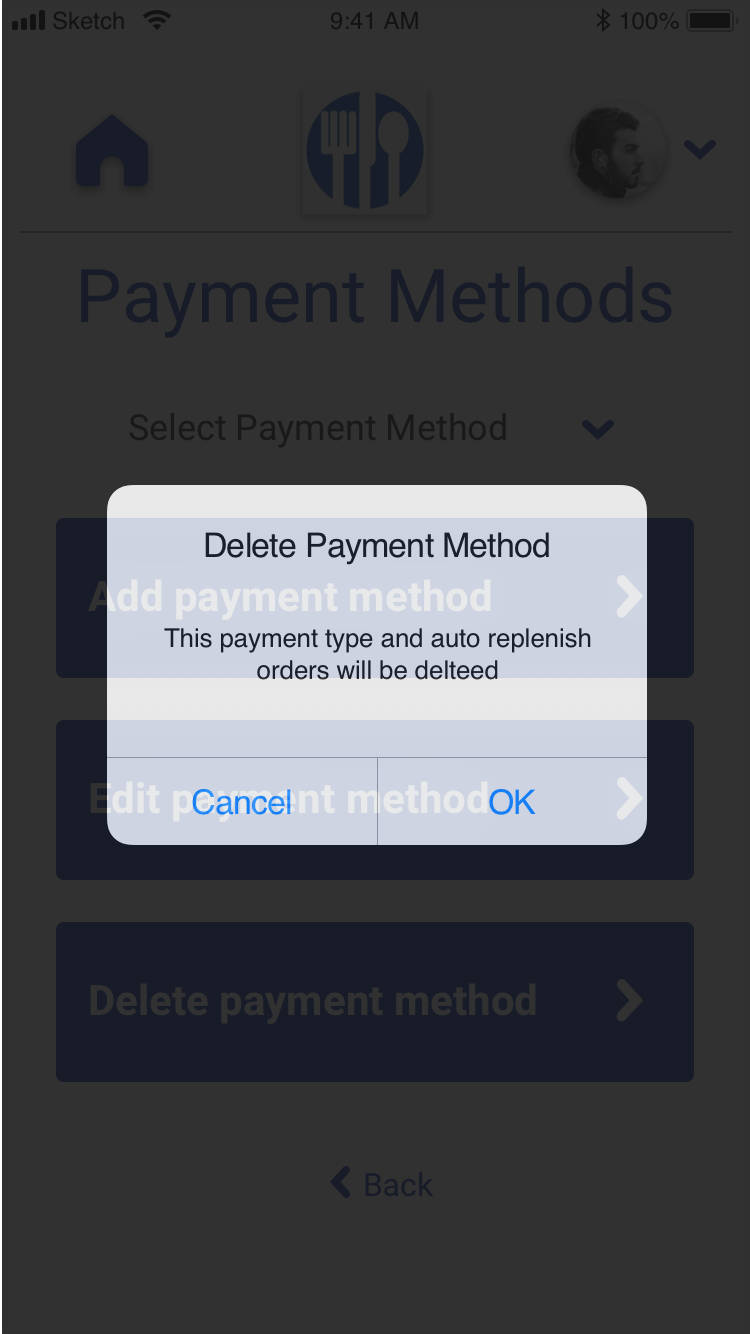 Sketch 9:41 AM 100%
Payment Methods
Select Payment Method
Delete Payment Method
Add payment method
This payment type and auto replenish
orders will be delteed
Edit payment method
Cancel OK
Delete payment method
Back